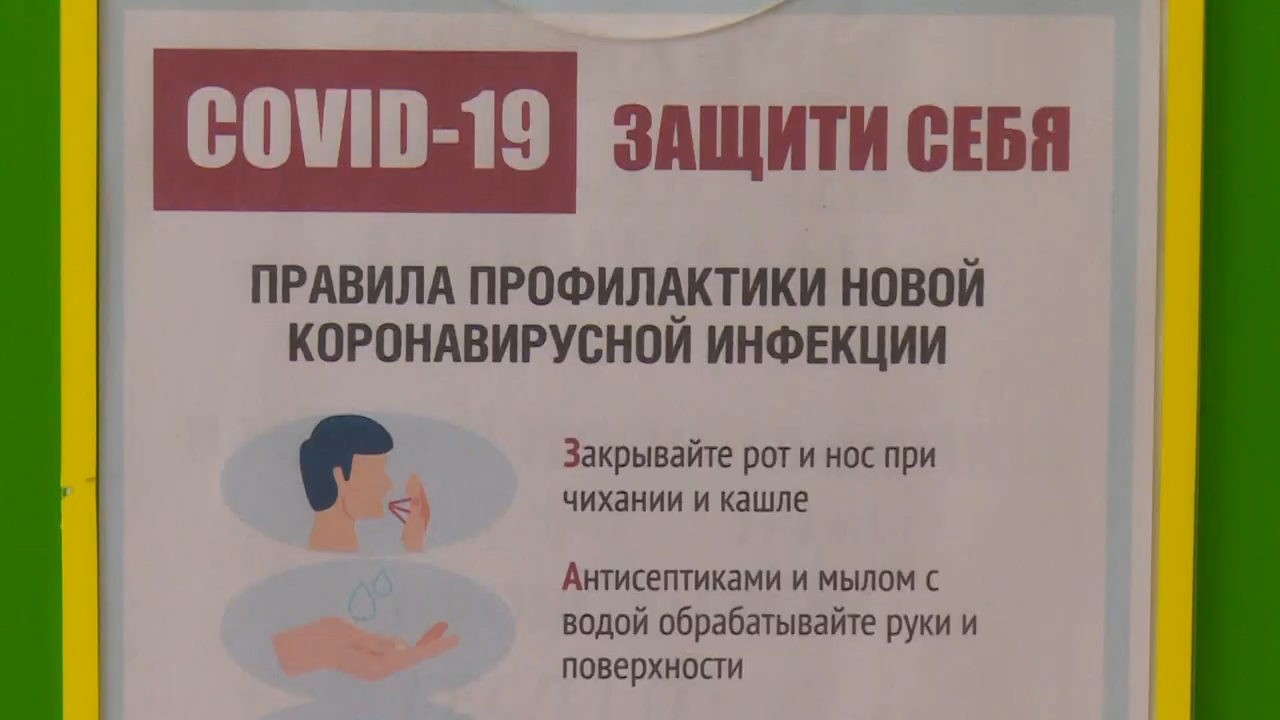 COVID-19 ЗАЩИТИ СЕБЯ
ПРАВИЛА ПРОФИЛАКТИКИ НОВОЙ
КОРОНАВИРУСНОЙ ИНФЕКЦИИ
Закрывайте рот и нос при
чихании и кашле
Антисептиками и мылом с
водой обрабатывайте руки и
поверхности